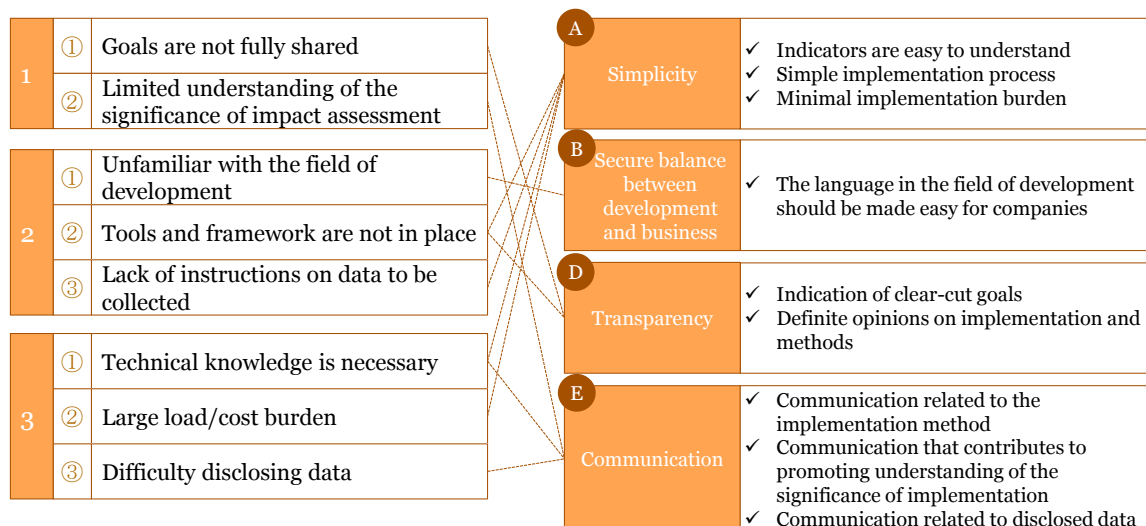 1
① Goals are not fully shared
② Limited understanding of the
significance of impact assessment
2
① Unfamiliar with the field of
development
② Tools and framework are not in place
③ Lack of instructions on data to be
collected
3
① Technical knowledge is necessary
② Large load/cost burden
③ Difficulty disclosing data
A
Simplicity
✓ Indicators are easy to understand
✓ Simple implementation process
✓ Minimal implementation burden
B
Secure balance
between
development
and business
✓ The language in the field of development
should be made easy for companies
D
Transparency
✓ Indication of clear-cut goals
✓ Definite opinions on implementation and
methods
E
Communication
✓ Communication related to the
implementation method
✓ Communication that contributes to
promoting understanding of the
significance of implementation
✓ Communication related to disclosed data